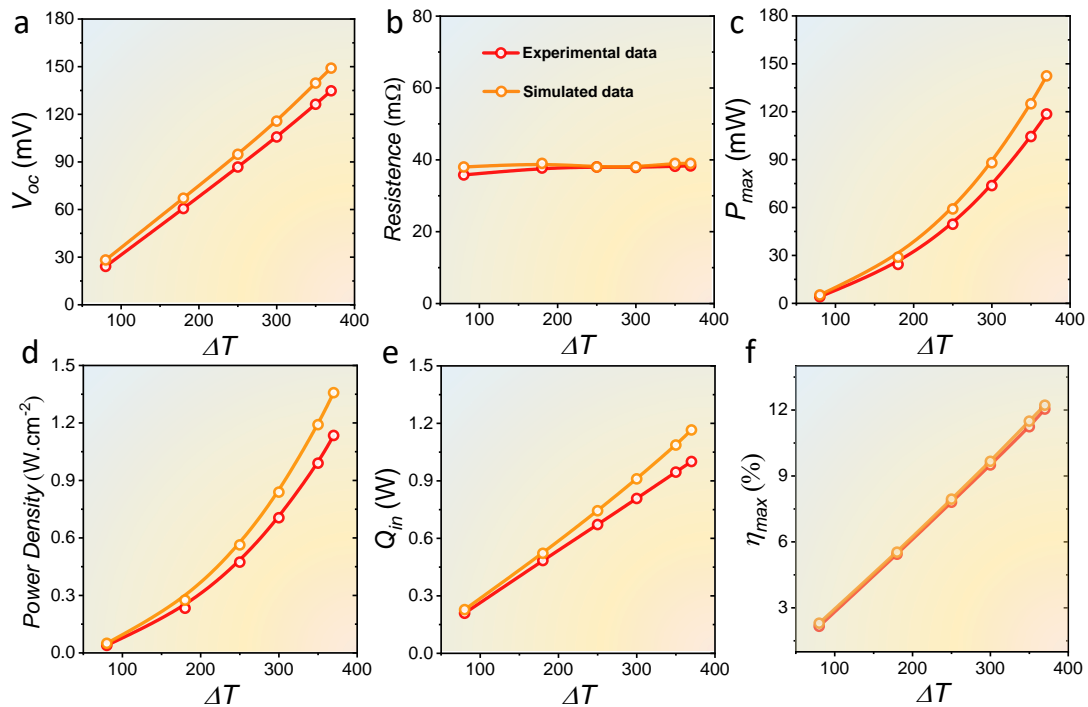 a
V_oc (mV)
180
150
120
90
60
30
0
100 200 300 400
ΔT
b
Resistence (mΩ)
80
60
40
20
0
Experimental data
Simulated data
100 200 300 400
ΔT
c
P_max (mW)
180
150
120
90
60
30
0
100 200 300 400
ΔT
d
Power Density (W.cm⁻²)
1.5
1.2
0.9
0.6
0.3
0.0
100 200 300 400
ΔT
e
Q_in (W)
1.5
1.2
0.9
0.6
0.3
0.0
100 200 300 400
ΔT
f
η_max (%)
12
9
6
3
100 200 300 400
ΔT